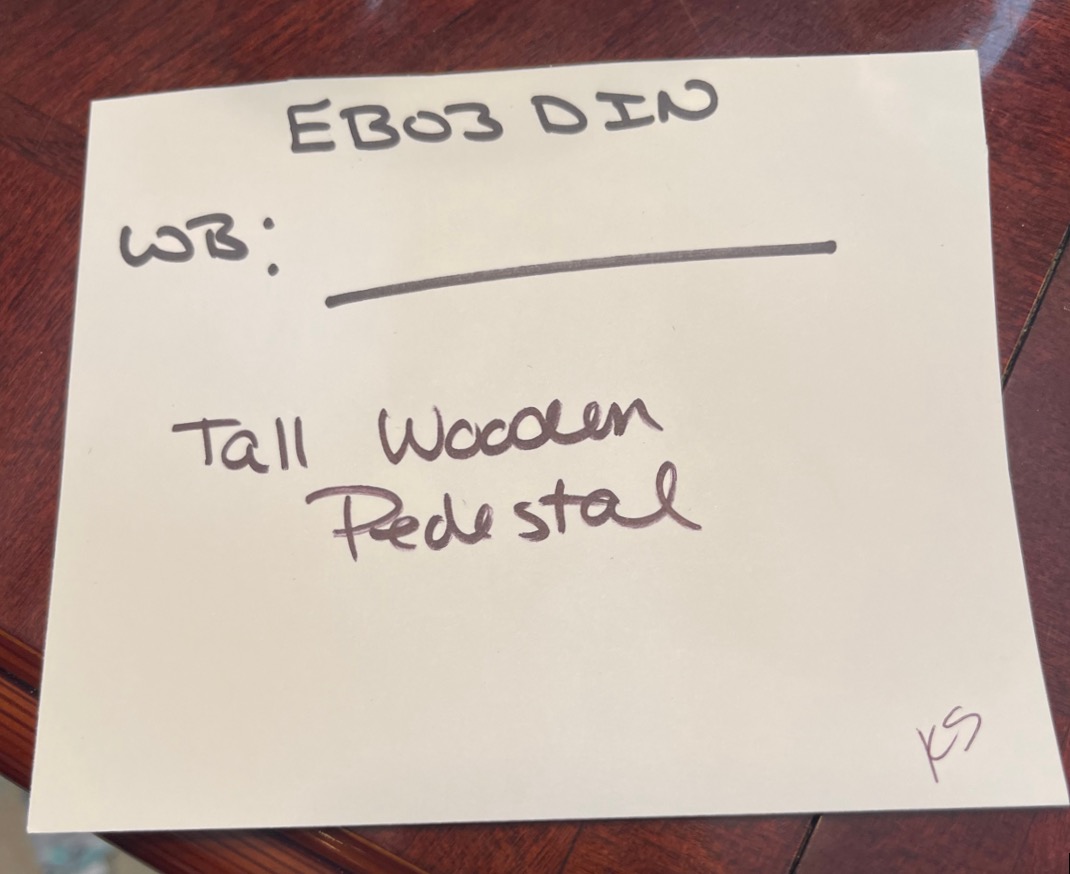 EB03 DIN
WB:
Tall Wooden
Pedestal
KS